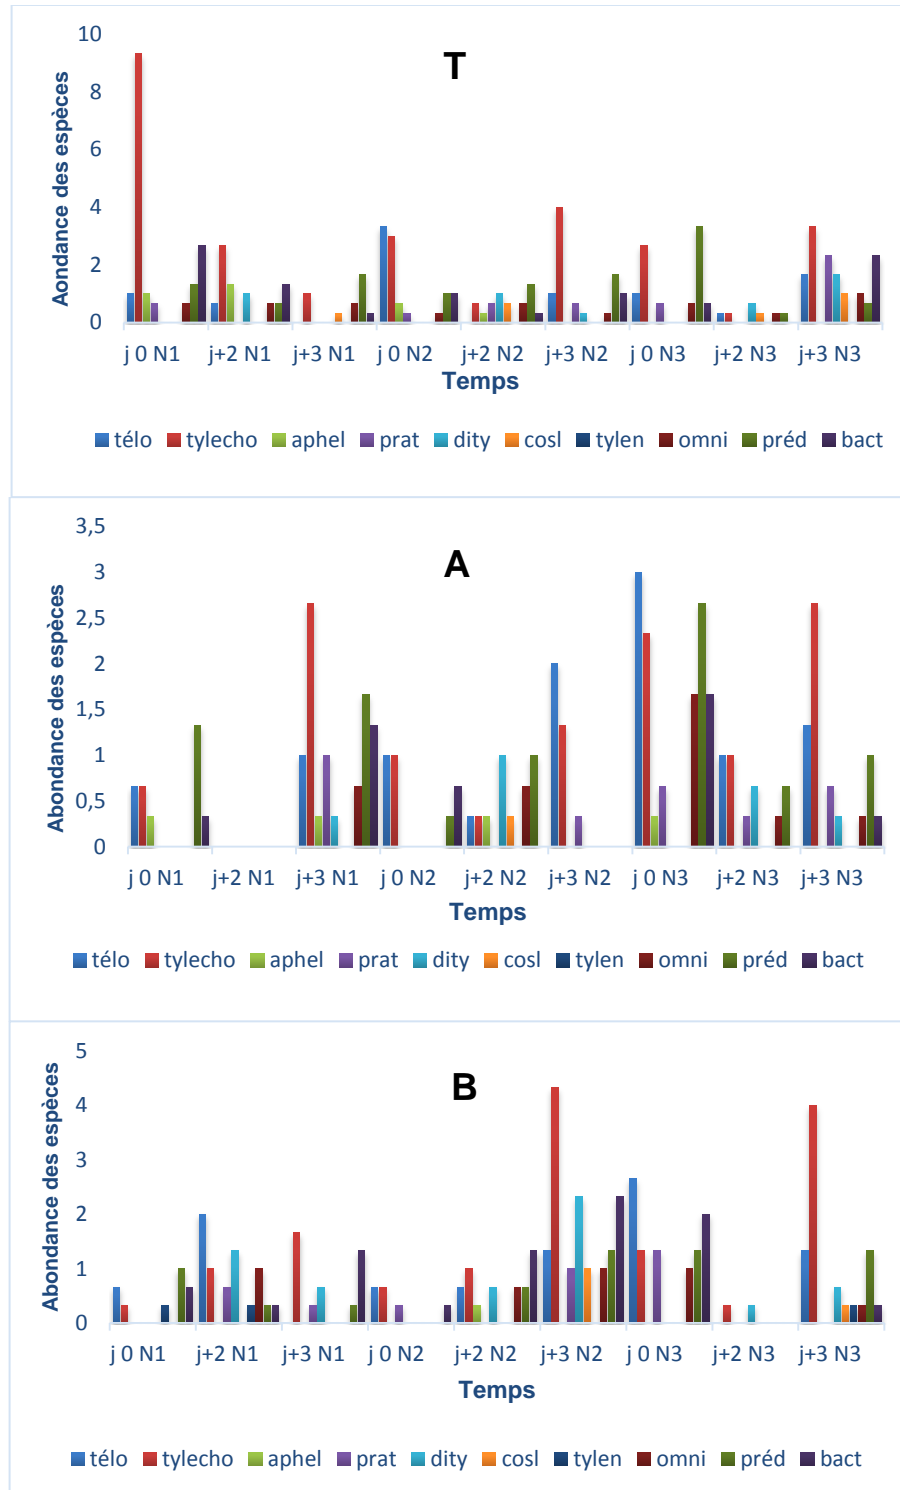 T
Aondance des espèces
10
8
6
4
2
0
j 0 N1 j+2 N1 j+3 N1 j 0 N2 j+2 N2 j+3 N2 j 0 N3 j+2 N3 j+3 N3
Temps
télo tylecho aphel prat dity cosl tylen omni préd bact
A
Abondance des espèces
3,5
3
2,5
2
1,5
1
0,5
0
j 0 N1 j+2 N1 j+3 N1 j 0 N2 j+2 N2 j+3 N2 j 0 N3 j+2 N3 j+3 N3
Temps
télo tylecho aphel prat dity cosl tylen omni préd bact
B
Abondance des espèces
5
4
3
2
1
0
j 0 N1 j+2 N1 j+3 N1 j 0 N2 j+2 N2 j+3 N2 j 0 N3 j+2 N3 j+3 N3
Temps
télo tylecho aphel prat dity cosl tylen omni préd bact